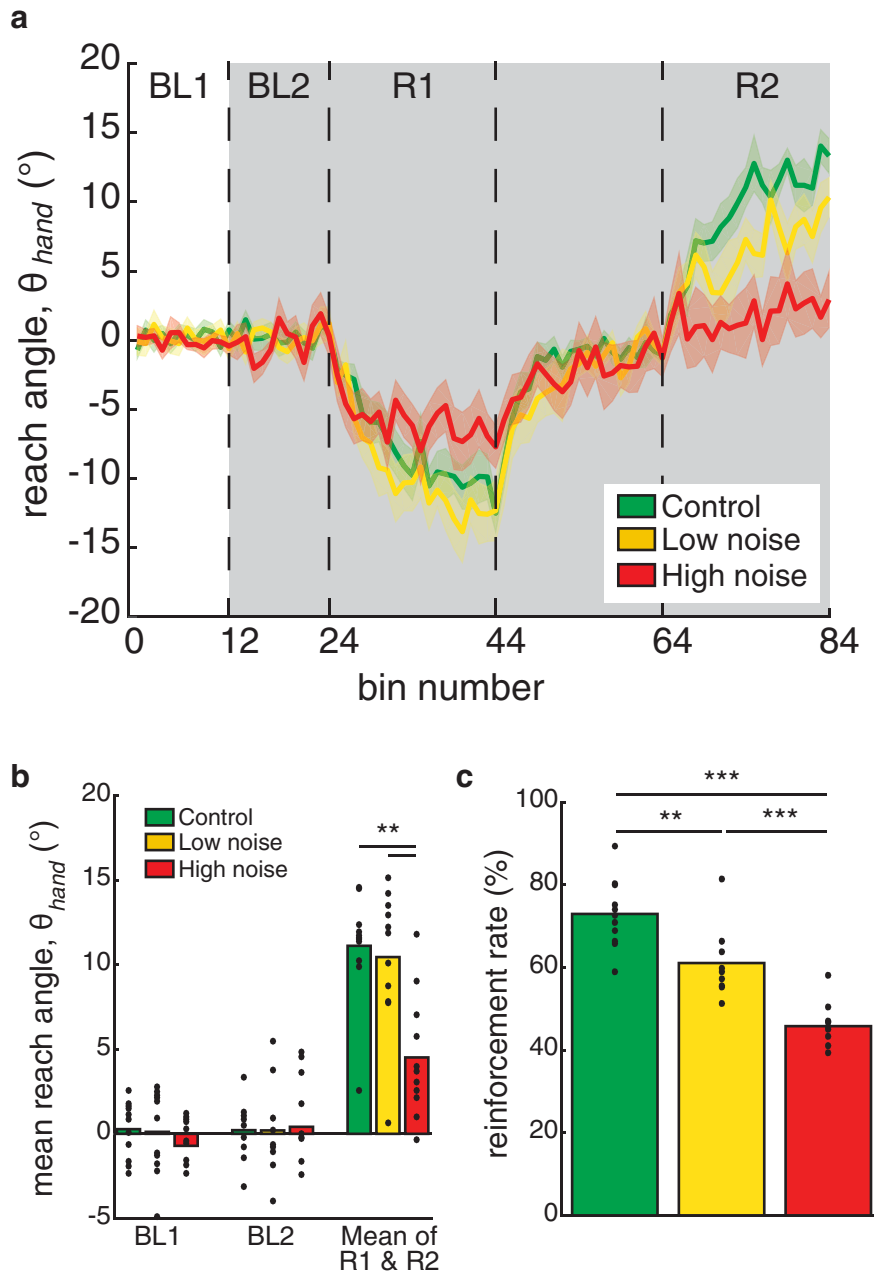 a
20
15
10
5
0
-5
-10
-15
-20
reach angle, θ hand (°)
BL1
BL2
R1
R2
Control
Low noise
High noise
0
12
24
44
64
84
bin number
b
20
15
10
5
0
-5
mean reach angle, θ hand (°)
Control
Low noise
High noise
**
BL1
BL2
Mean of
R1 & R2
c
100
80
60
40
20
0
reinforcement rate (%)
***
**
***